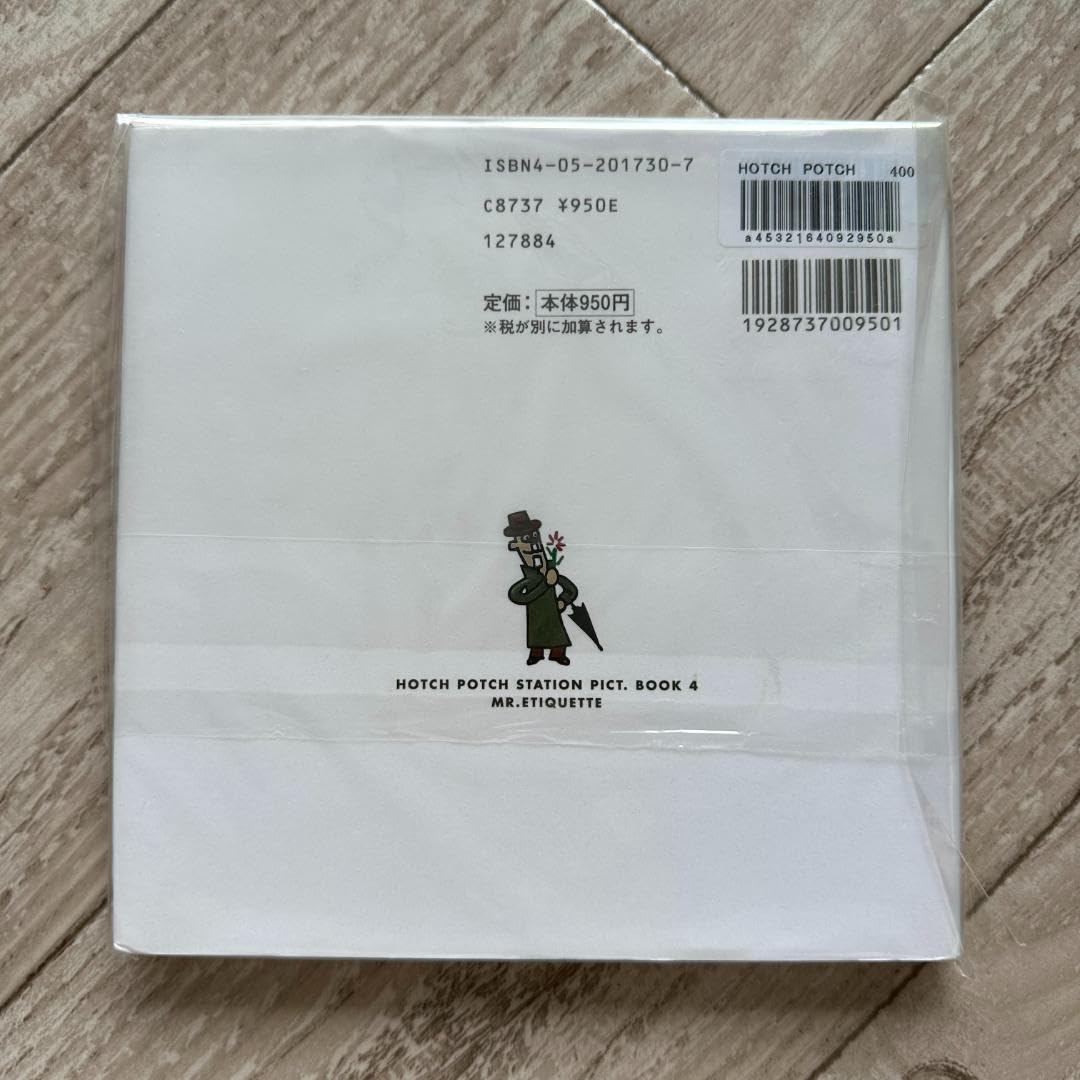 ISBN4-05-201730-7
C8737 ¥950E
127884
定価：本体950円
※税が別に加算されます。
HOTCH POTCH 400
a4532164092950a
1928737009501
HOTCH POTCH STATION PICT. BOOK 4
MR.ETIQUETTE